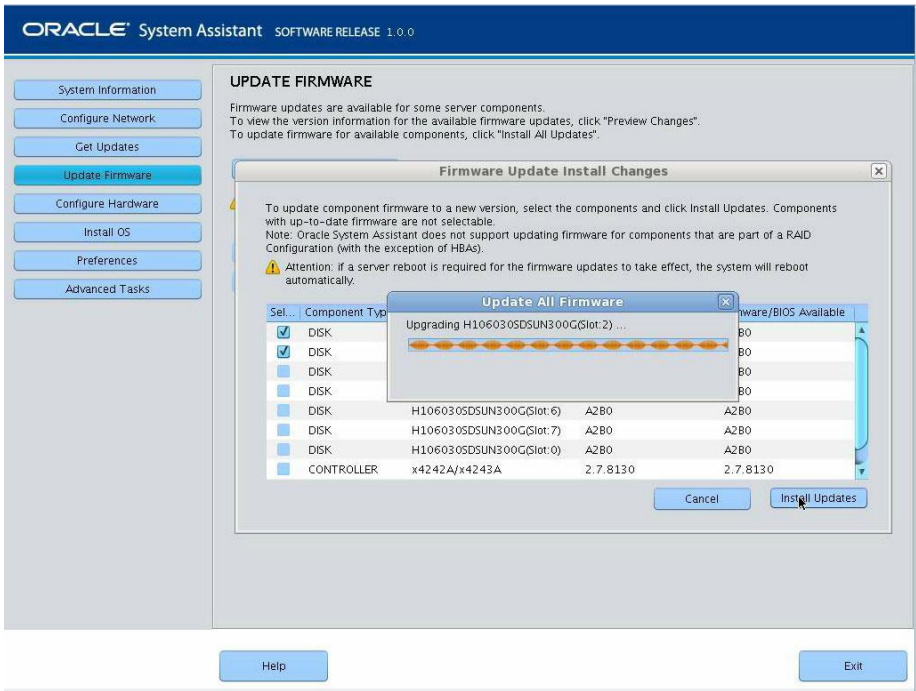 ORACLE® System Assistant SOFTWARE RELEASE 1.0.0
System Information
Configure Network
Get Updates
Update Firmware
Configure Hardware
Install OS
Preferences
Advanced Tasks
UPDATE FIRMWARE
Firmware updates are available for some server components.
To view the version information for the available firmware updates, click "Preview Changes".
To update firmware for available components, click "Install All Updates".
Firmware Update Install Changes
To update component firmware to a new version, select the components and click Install Updates. Components
with up-to-date firmware are not selectable.
Note: Oracle System Assistant does not support updating firmware for components that are part of a RAID
Configuration (with the exception of HBAs).
Attention: if a server reboot is required for the firmware updates to take effect, the system will reboot
automatically.
Sel... Component Typ mware/BIOS Available
DISK B0
DISK B0
DISK B0
DISK B0
DISK H106030SDSUN300G(Slot:6) A2B0 A2B0
DISK H106030SDSUN300G(Slot:7) A2B0 A2B0
DISK H106030SDSUN300G(Slot:0) A2B0 A2B0
CONTROLLER x4242A/x4243A 2.7.8130 2.7.8130
Update All Firmware
Upgrading H106030SDSUN300G(Slot:2) ...
Cancel
Install Updates
Help
Exit